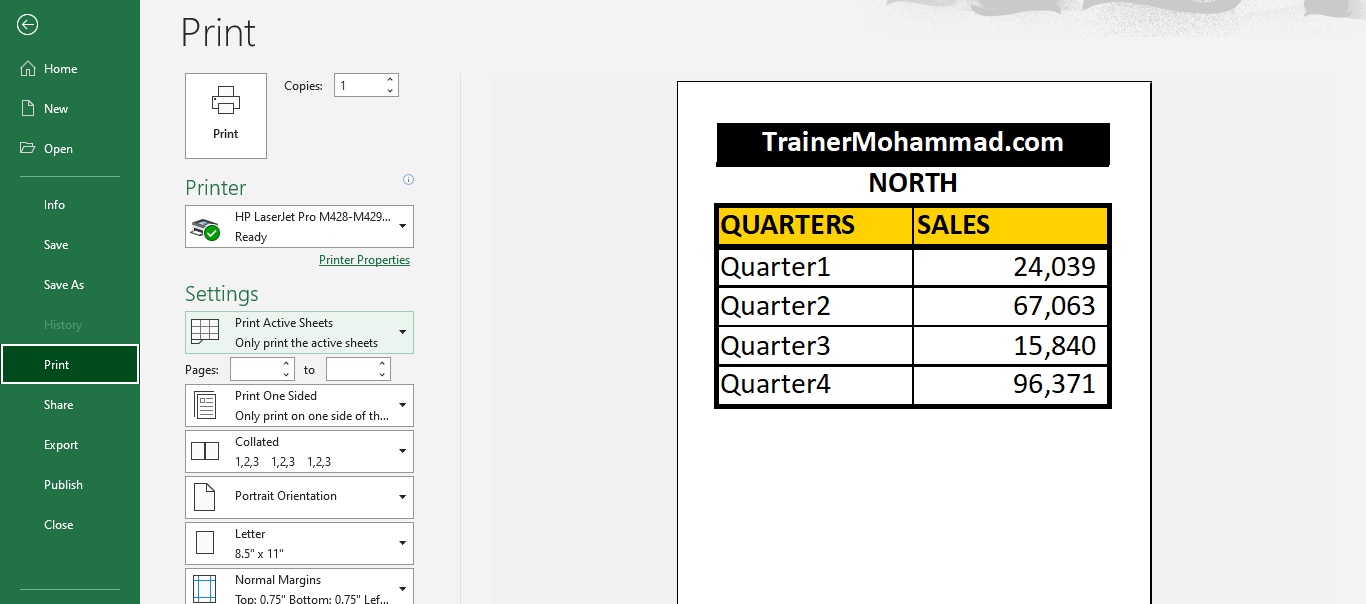 Print
Home
New
Open
Info
Save
Save As
History
Print
Share
Export
Publish
Close
Print
Copies: 1
Printer
HP LaserJet Pro M428-M429...
Ready
Printer Properties
Settings
Print Active Sheets
Only print the active sheets
Pages: to
Print One Sided
Only print on one side of th...
Collated
1,2,3 1,2,3 1,2,3
Portrait Orientation
Letter
8.5" x 11"
Normal Margins
Top: 0.75" Bottom: 0.75" Lef...
TrainerMohammad.com
NORTH
QUARTERS SALES
Quarter1 24,039
Quarter2 67,063
Quarter3 15,840
Quarter4 96,371